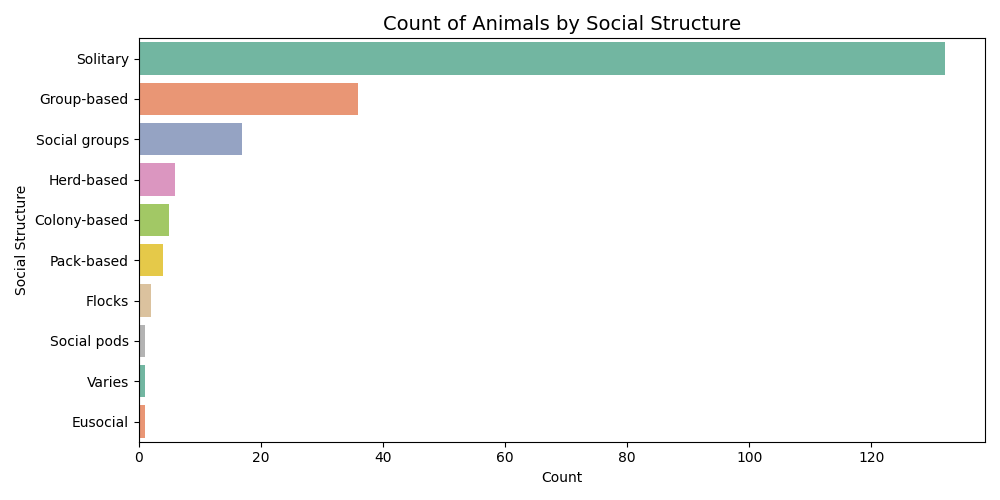 Count of Animals by Social Structure
Social Structure
Solitary
Group-based
Social groups
Herd-based
Colony-based
Pack-based
Flocks
Social pods
Varies
Eusocial
0 20 40 60 80 100 120
Count